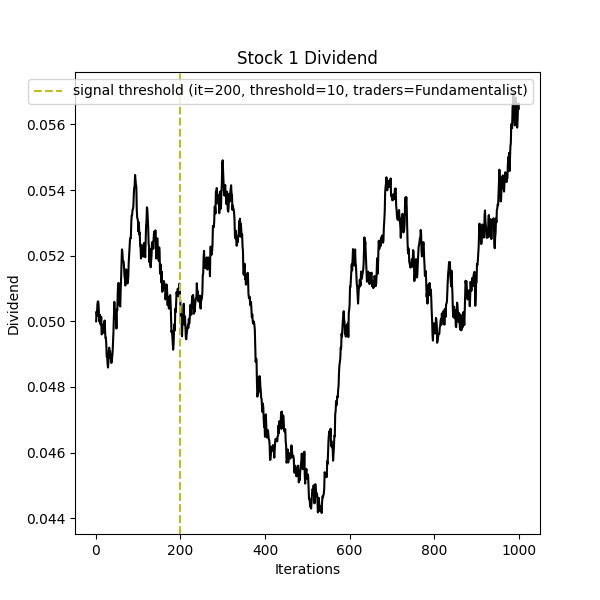 Stock 1 Dividend
signal threshold (it=200, threshold=10, traders=Fundamentalist)
0.056
0.054
0.052
0.050
0.048
0.046
0.044
Dividend
0 200 400 600 800 1000
Iterations